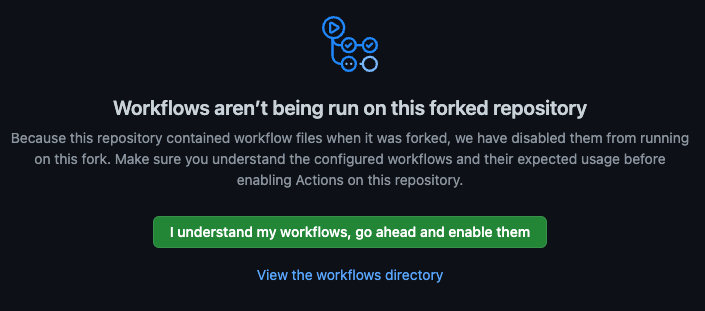 Workflows aren’t being run on this forked repository
Because this repository contained workflow files when it was forked, we have disabled them from running
on this fork. Make sure you understand the configured workflows and their expected usage before
enabling Actions on this repository.
I understand my workflows, go ahead and enable them
View the workflows directory